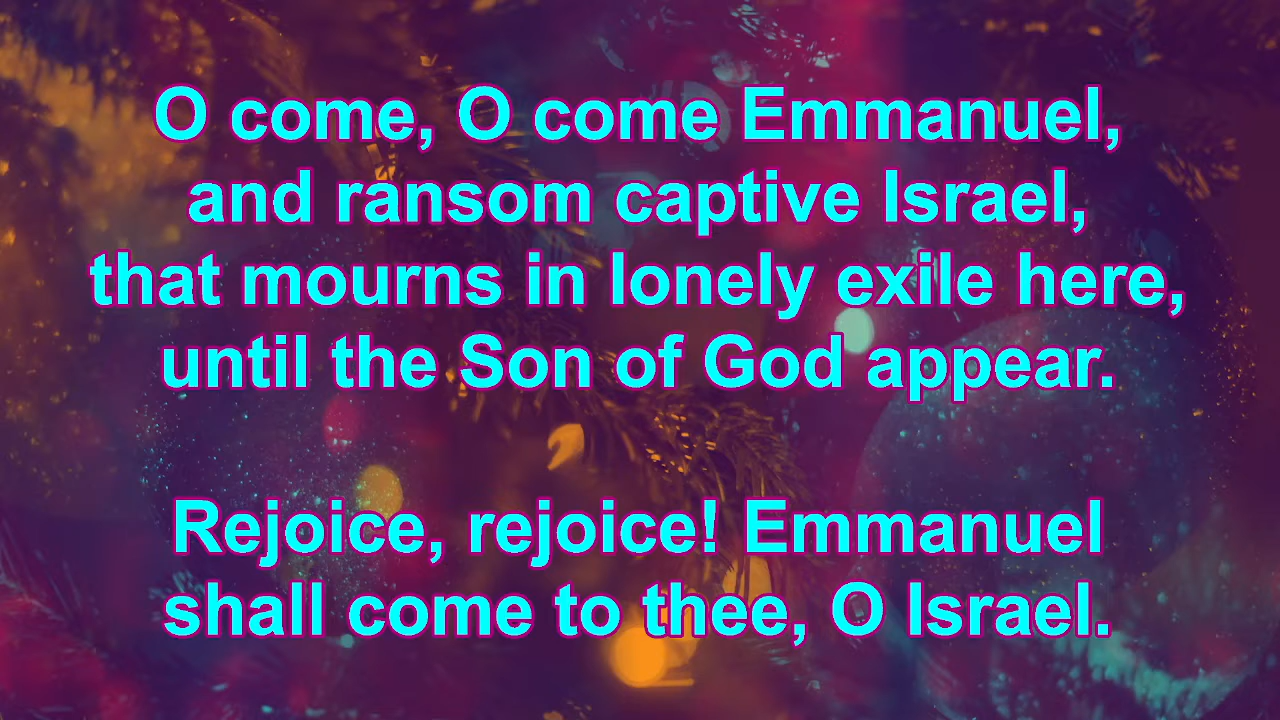 O come, O come Emmanuel,
and ransom captive Israel,
that mourns in lonely exile here,
until the Son of God appear.
Rejoice, rejoice! Emmanuel
shall come to thee, O Israel.